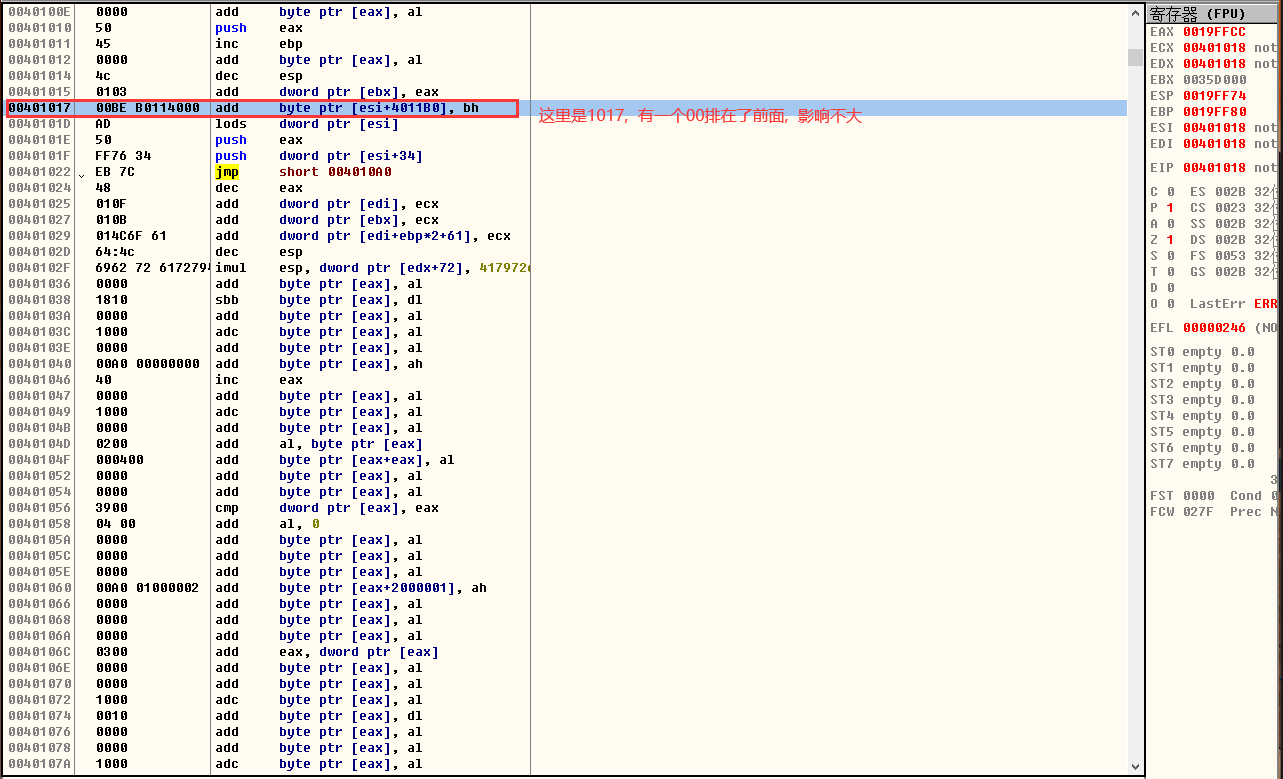 0040100E 0000 add byte ptr [eax], al
00401010 50 push eax
00401011 45 inc ebp
00401012 0000 add byte ptr [eax], al
00401014 4c dec esp
00401015 0103 add dword ptr [ebx], eax
00401017 00BE B0114000 add byte ptr [esi+4011B0], bh
这里是1017，有一个00排在了前面，影响不大
0040101D AD lods dword ptr [esi]
0040101E 50 push eax
0040101F FF76 34 push dword ptr [esi+34]
00401022 EB 7C jmp short 004010A0
00401024 48 dec eax
00401025 010F add dword ptr [edi], ecx
00401027 010B add dword ptr [ebx], ecx
00401029 014C6F 61 add dword ptr [edi+ebp*2+61], ecx
0040102D 64:4c dec esp
0040102F 6962 72 6172794 imul esp, dword ptr [edx+72], 4179726
00401036 0000 add byte ptr [eax], al
00401038 1810 sbb byte ptr [eax], dl
0040103A 0000 add byte ptr [eax], al
0040103C 1000 adc byte ptr [eax], al
0040103E 0000 add byte ptr [eax], al
00401040 00A0 00000000 add byte ptr [eax], ah
00401046 40 inc eax
00401047 0000 add byte ptr [eax], al
00401049 1000 adc byte ptr [eax], al
0040104B 0000 add byte ptr [eax], al
0040104D 0200 add al, byte ptr [eax]
0040104F 000400 add byte ptr [eax+eax], al
00401052 0000 add byte ptr [eax], al
00401054 0000 add byte ptr [eax], al
00401056 3900 cmp dword ptr [eax], eax
00401058 04 00 add al, 0
0040105A 0000 add byte ptr [eax], al
0040105C 0000 add byte ptr [eax], al
0040105E 0000 add byte ptr [eax], al
00401060 00A0 01000002 add byte ptr [eax+2000001], ah
00401066 0000 add byte ptr [eax], al
00401068 0000 add byte ptr [eax], al
0040106A 0000 add byte ptr [eax], al
0040106C 0300 add eax, dword ptr [eax]
0040106E 0000 add byte ptr [eax], al
00401070 0000 add byte ptr [eax], al
00401072 1000 adc byte ptr [eax], al
00401074 0010 add byte ptr [eax], dl
00401076 0000 add byte ptr [eax], al
00401078 0000 add byte ptr [eax], al
0040107A 1000 adc byte ptr [eax], al
寄存器 (FPU)
EAX 0019FFCC
ECX 00401018 not
EDX 00401018 not
EBX 0035D000
ESP 0019FF74
EBP 0019FF80
ESI 00401018 not
EDI 00401018 not
EIP 00401018 not
C 0 ES 002B 32
P 1 CS 0023 32
A 0 SS 002B 32
Z 1 DS 002B 32
S 0 FS 0053 32
T 0 GS 002B 32
D 0
O 0 LastErr ERR
EFL 00000246 (NO
ST0 empty 0.0
ST1 empty 0.0
ST2 empty 0.0
ST3 empty 0.0
ST4 empty 0.0
ST5 empty 0.0
ST6 empty 0.0
ST7 empty 0.0
3
FST 0000 Cond 0
FCW 027F Prec N